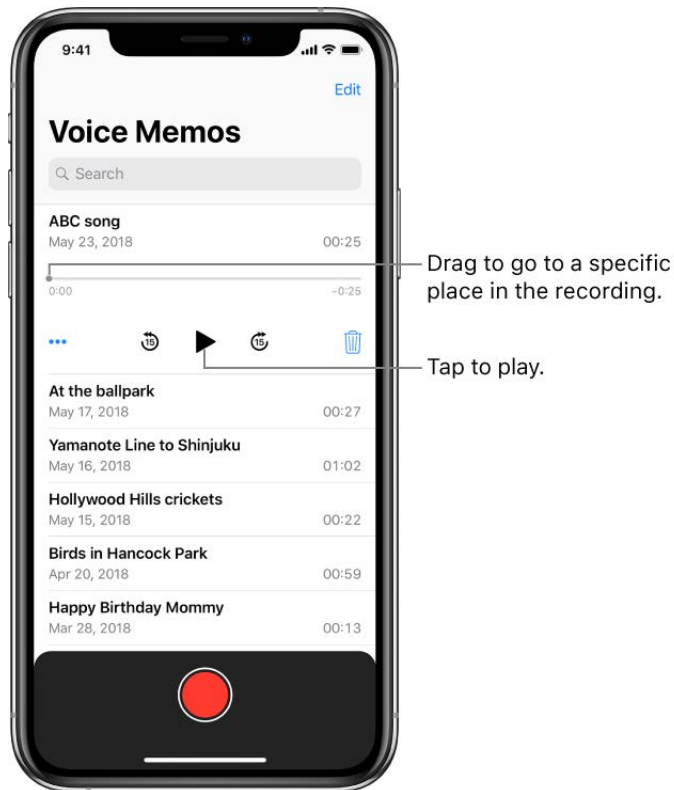 9:41
Edit
Voice Memos
Search
ABC song
May 23, 2018 00:25
0:00 -0:25
Drag to go to a specific
place in the recording.
15 15
Tap to play.
At the ballpark
May 17, 2018 00:27
Yamanote Line to Shinjuku
May 16, 2018 01:02
Hollywood Hills crickets
May 15, 2018 00:22
Birds in Hancock Park
Apr 20, 2018 00:59
Happy Birthday Mommy
Mar 28, 2018 00:13